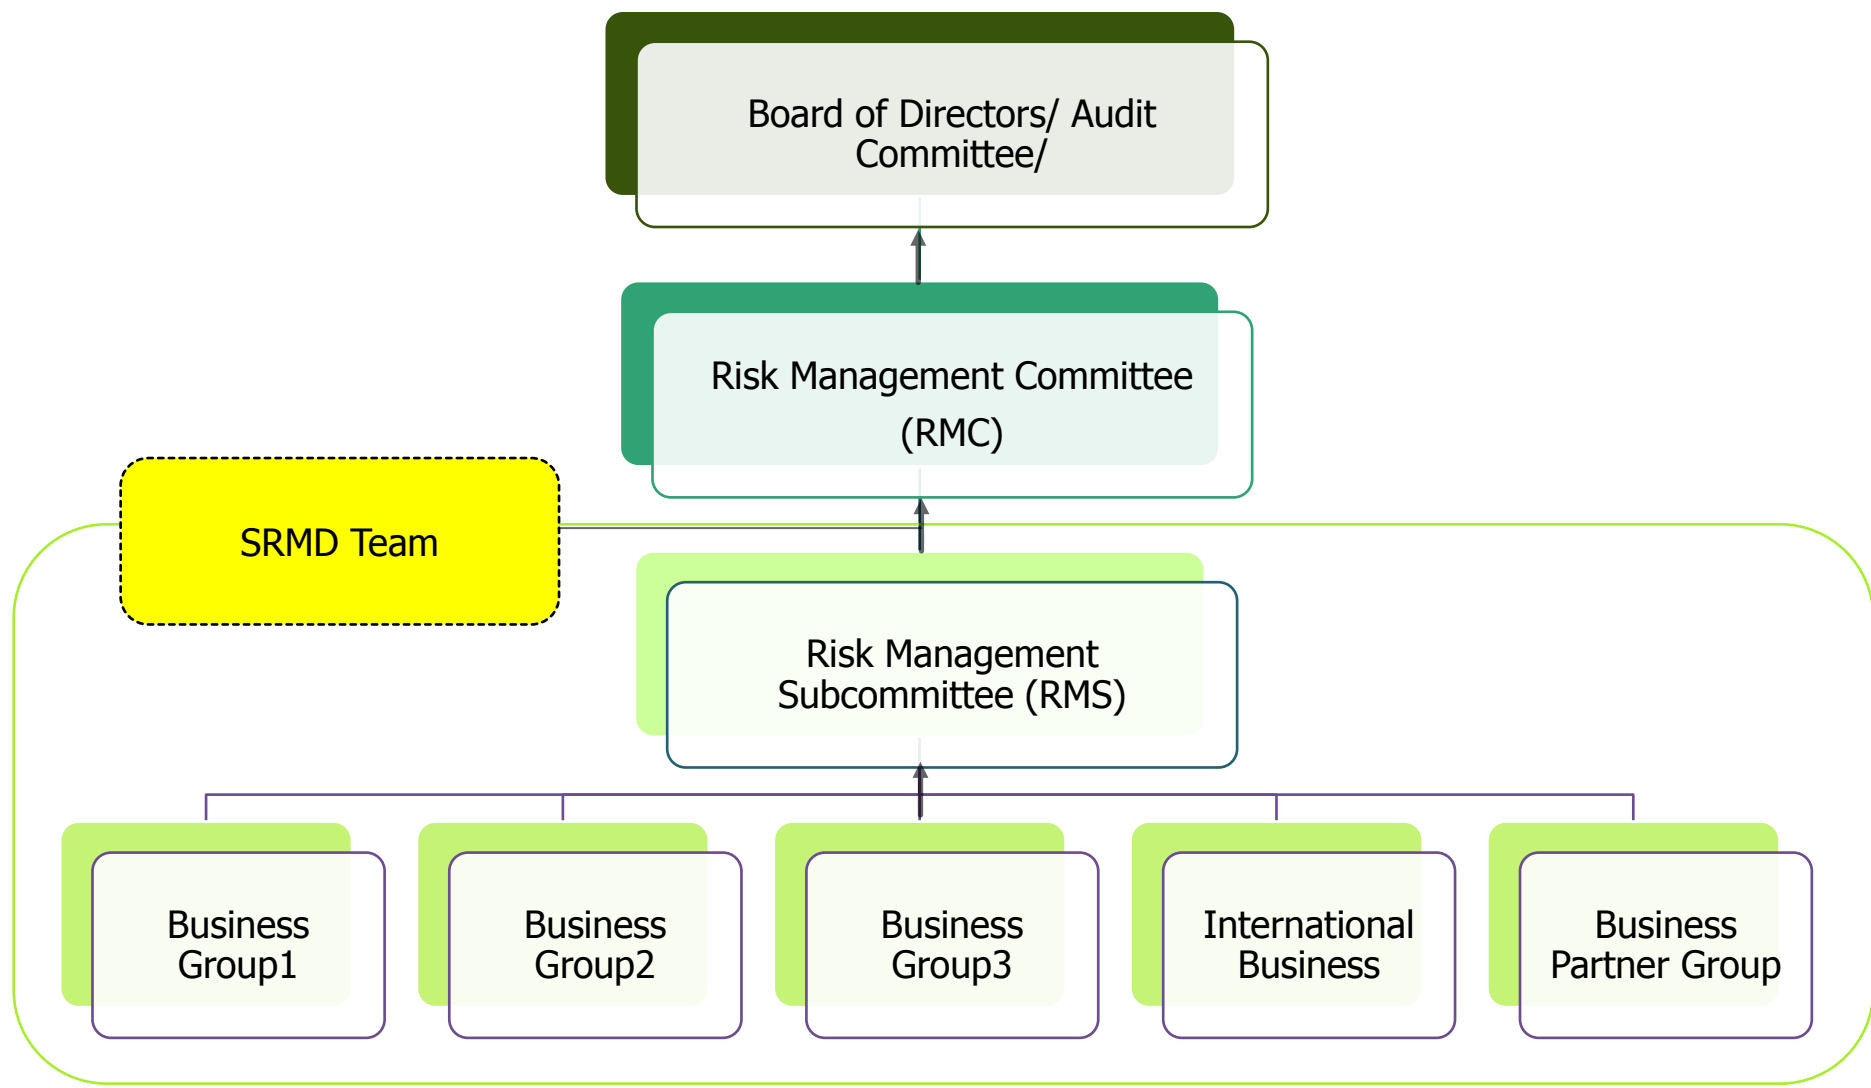 Board of Directors/ Audit
Committee/
Risk Management Committee
(RMC)
SRMD Team
Risk Management
Subcommittee (RMS)
Business
Group1
Business
Group2
Business
Group3
International
Business
Business
Partner Group